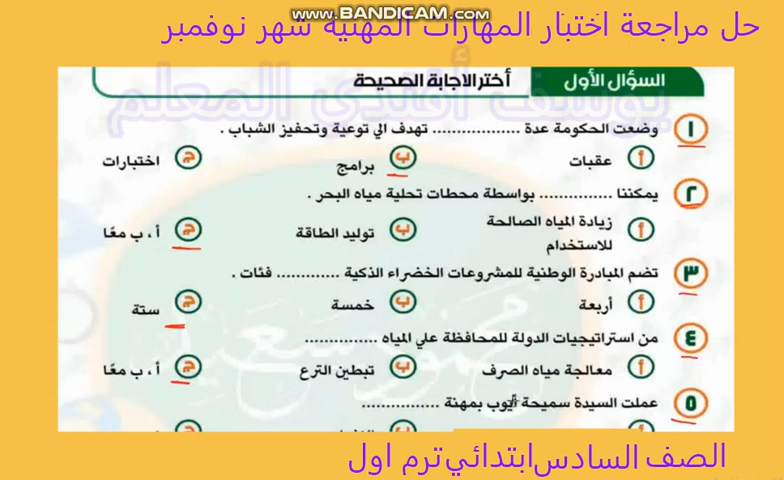 www.BANDICAM.com
حل مراجعة اختبار المهارات المهنية شهر نوفمبر
السؤال الأول أختر الاجابة الصحيحة
يوسف أفندى المعلم
١ وضعت الحكومة عدة .................. تهدف الي توعية وتحفيز الشباب .
أ عقبات ب برامج ج اختبارات
٢ يمكننا ............... بواسطة محطات تحلية مياه البحر .
أ زيادة المياه الصالحة للاستخدام ب توليد الطاقة ج أ ، ب معًا
٣ تضم المبادرة الوطنية للمشروعات الخضراء الذكية ............. فئات .
أ أربعة ب خمسة ج ستة
٤ من استراتيجيات الدولة للمحافظة علي المياه ...............
أ معالجة مياه الصرف ب تبطين الترع ج أ ، ب معًا
٥ عملت السيدة سميحة أيوب بمهنة ................
الصف السادس ابتدائي ترم اول